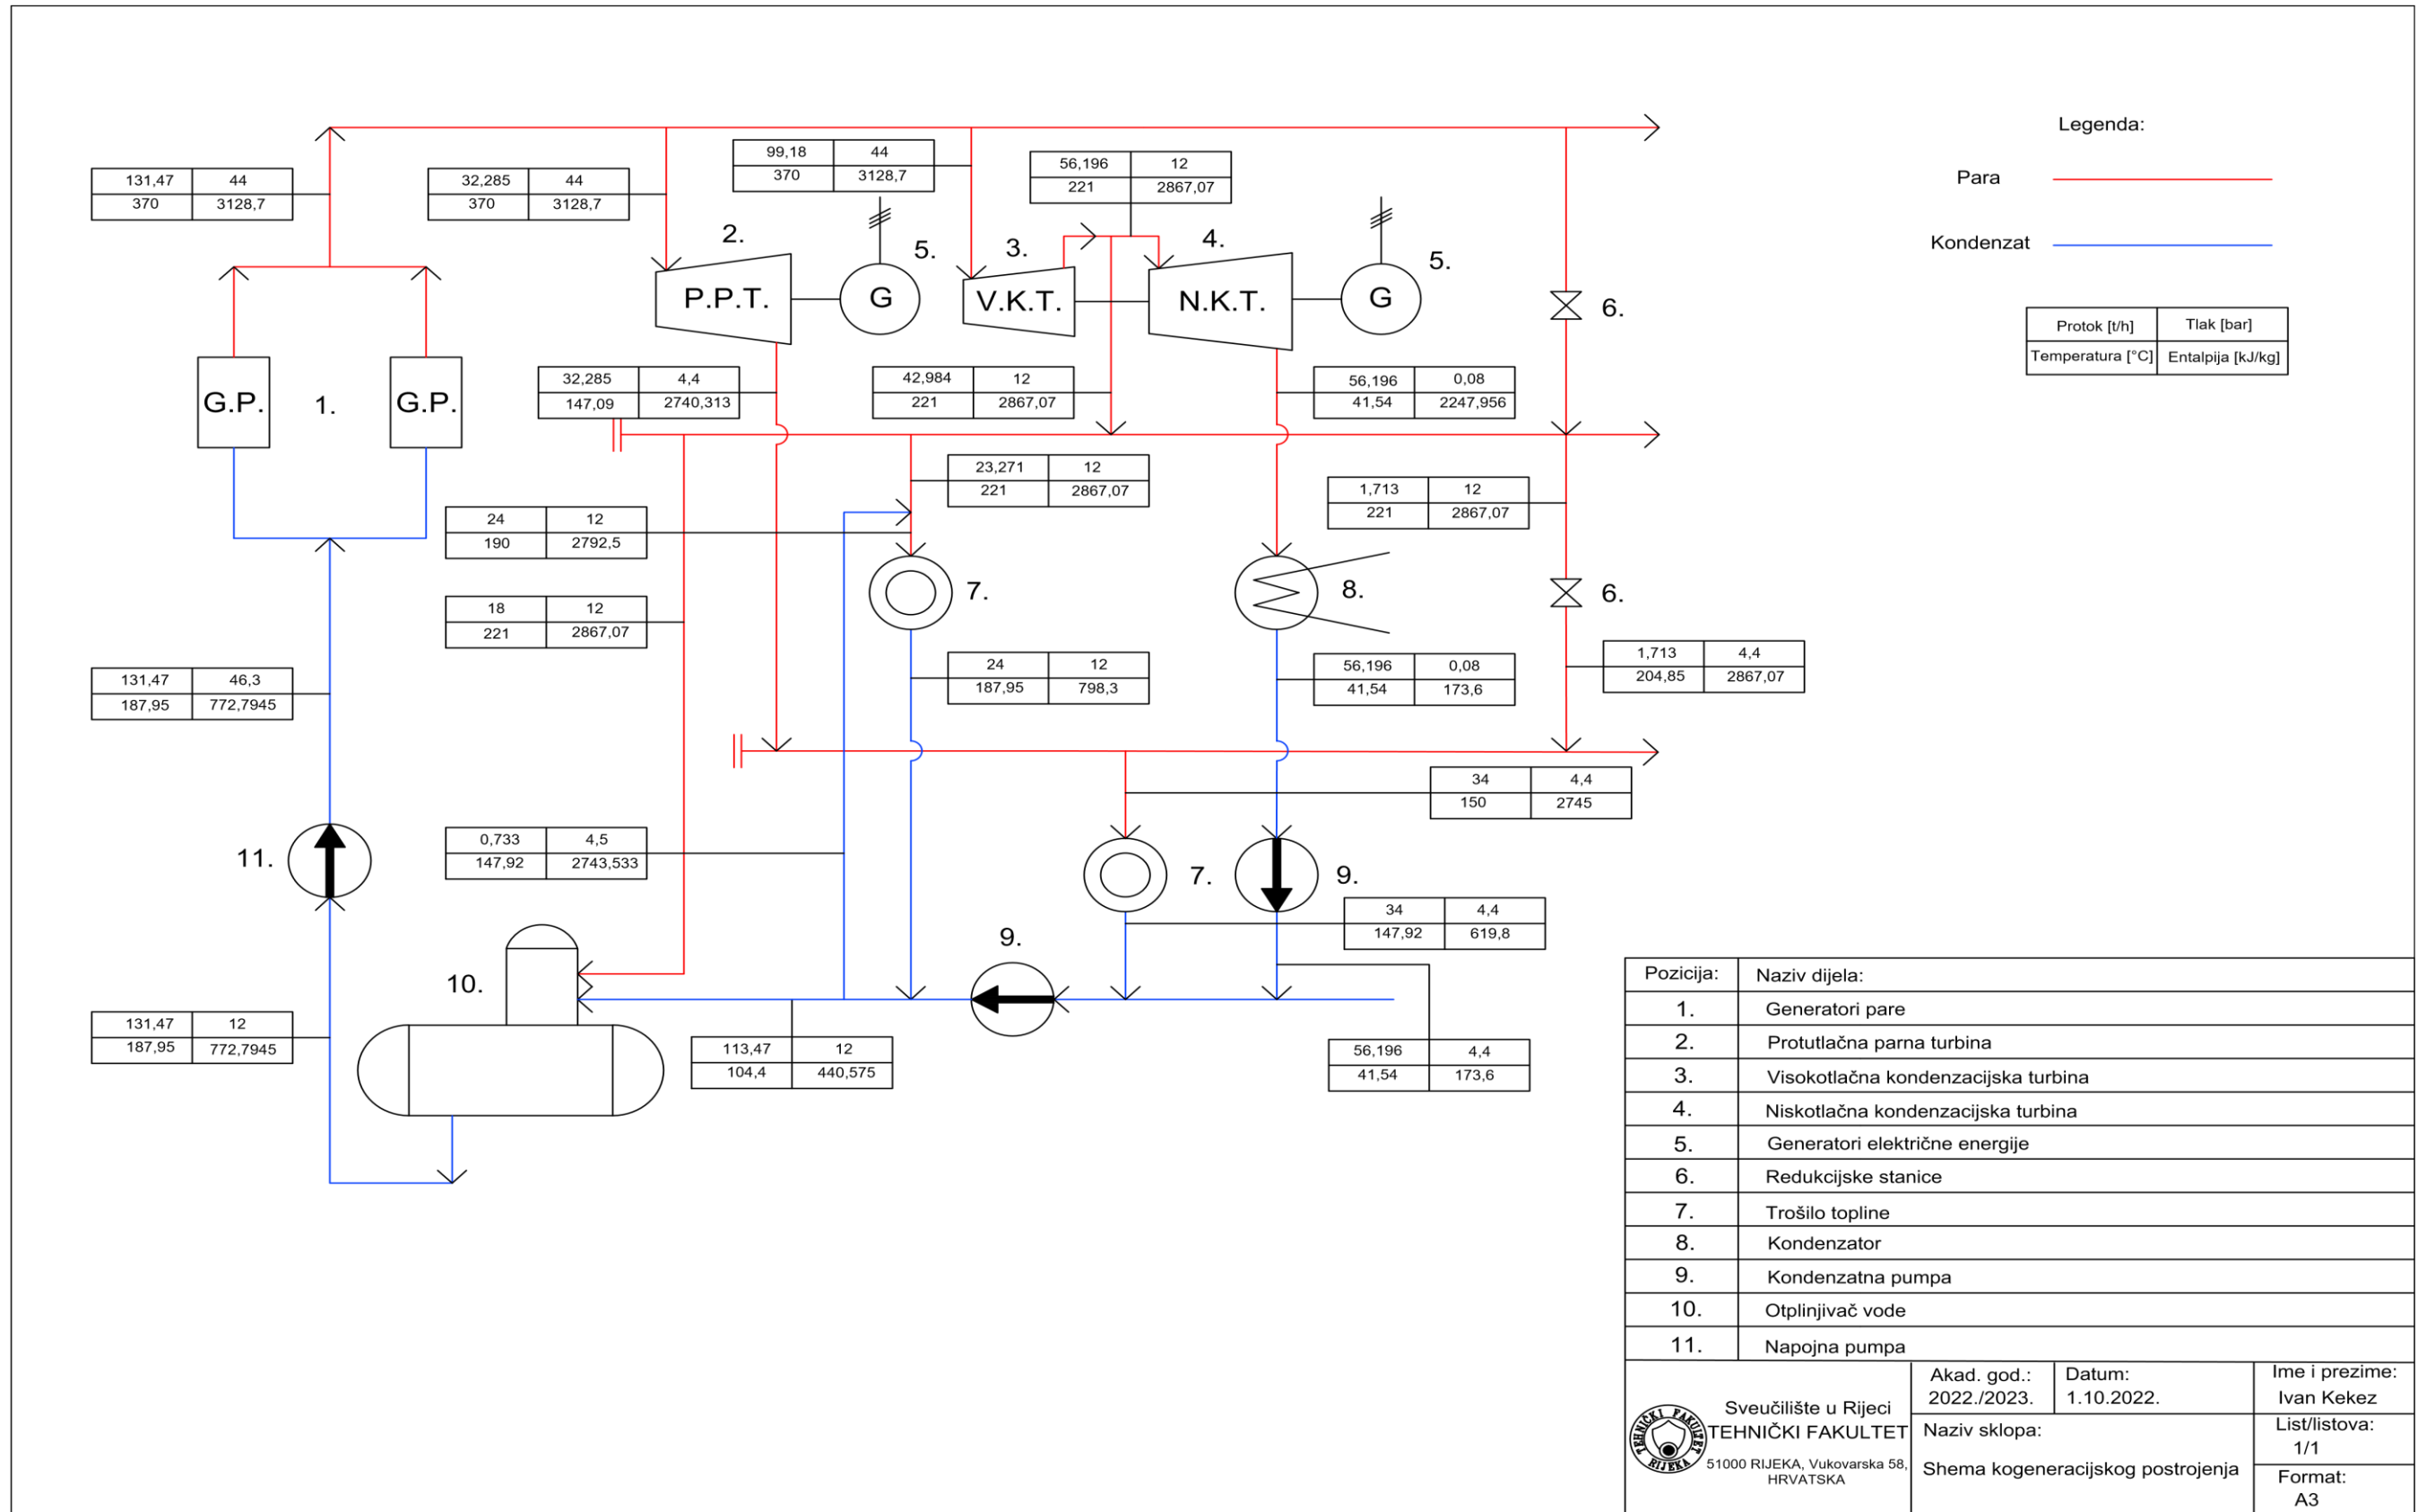 Legenda:
Para
Kondenzat
Protok [t/h] Tlak [bar]
Temperatura [°C] Entalpija [kJ/kg]
131,47 44
370 3128,7
32,285 44
370 3128,7
99,18 44
370 3128,7
56,196 12
221 2867,07
2.
5.
3.
4.
5.
P.P.T.
G
V.K.T.
N.K.T.
G
6.
G.P.
1.
G.P.
32,285 4,4
147,09 2740,313
42,984 12
221 2867,07
56,196 0,08
41,54 2247,956
23,271 12
221 2867,07
1,713 12
221 2867,07
24 12
190 2792,5
7.
8.
6.
18 12
221 2867,07
24 12
187,95 798,3
56,196 0,08
41,54 173,6
1,713 4,4
204,85 2867,07
131,47 46,3
187,95 772,7945
34 4,4
150 2745
0,733 4,5
147,92 2743,533
11.
7.
9.
34 4,4
147,92 619,8
9.
10.
131,47 12
187,95 772,7945
113,47 12
104,4 440,575
56,196 4,4
41,54 173,6
Pozicija: Naziv dijela:
1. Generatori pare
2. Protutlačna parna turbina
3. Visokotlačna kondenzacijska turbina
4. Niskotlačna kondenzacijska turbina
5. Generatori električne energije
6. Redukcijske stanice
7. Trošilo topline
8. Kondenzator
9. Kondenzatna pumpa
10. Otplinjivač vode
11. Napojna pumpa
TEHNIČKI FAKULTET
RIJEKA
Sveučilište u Rijeci
TEHNIČKI FAKULTET
51000 RIJEKA, Vukovarska 58,
HRVATSKA
Akad. god.:
2022./2023.
Datum:
1.10.2022.
Ime i prezime:
Ivan Kekez
Naziv sklopa:
Shema kogeneracijskog postrojenja
List/listova:
1/1
Format:
A3